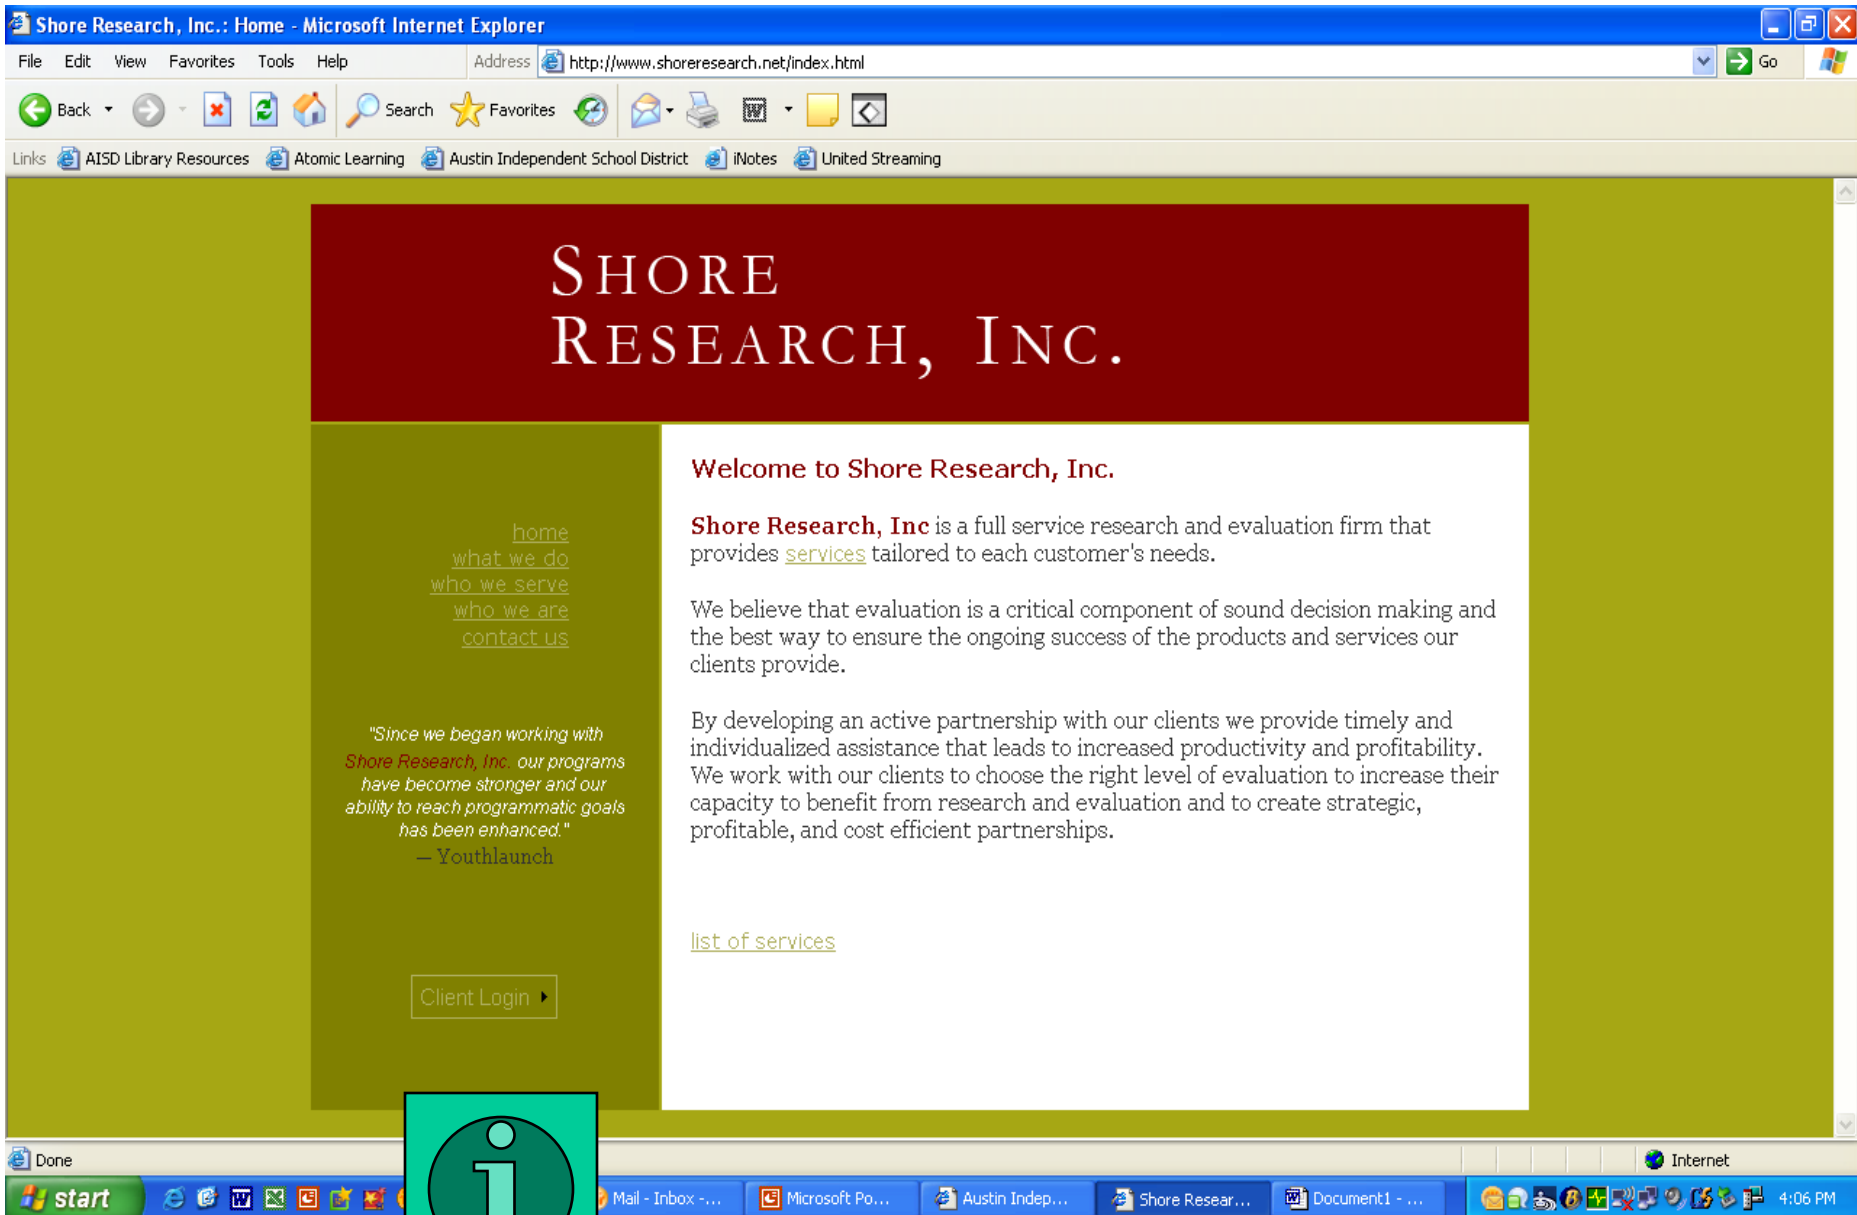 Shore Research, Inc.: Home - Microsoft Internet Explorer
File Edit View Favorites Tools Help Address http://www.shoreresearch.net/index.html Go
Back Search Favorites
Links AISD Library Resources Atomic Learning Austin Independent School District iNotes United Streaming
SHORE
RESEARCH, INC.
home
what we do
who we serve
who we are
contact us
"Since we began working with
Shore Research, Inc. our programs
have become stronger and our
ability to reach programmatic goals
has been enhanced."
— Youthlaunch
Client Login
Welcome to Shore Research, Inc.
Shore Research, Inc is a full service research and evaluation firm that
provides services tailored to each customer's needs.
We believe that evaluation is a critical component of sound decision making and
the best way to ensure the ongoing success of the products and services our
clients provide.
By developing an active partnership with our clients we provide timely and
individualized assistance that leads to increased productivity and profitability.
We work with our clients to choose the right level of evaluation to increase their
capacity to benefit from research and evaluation and to create strategic,
profitable, and cost efficient partnerships.
list of services
Done Internet
start Mail - Inbox -... Microsoft Po... Austin Indep... Shore Resear... Document1 - ... 4:06 PM